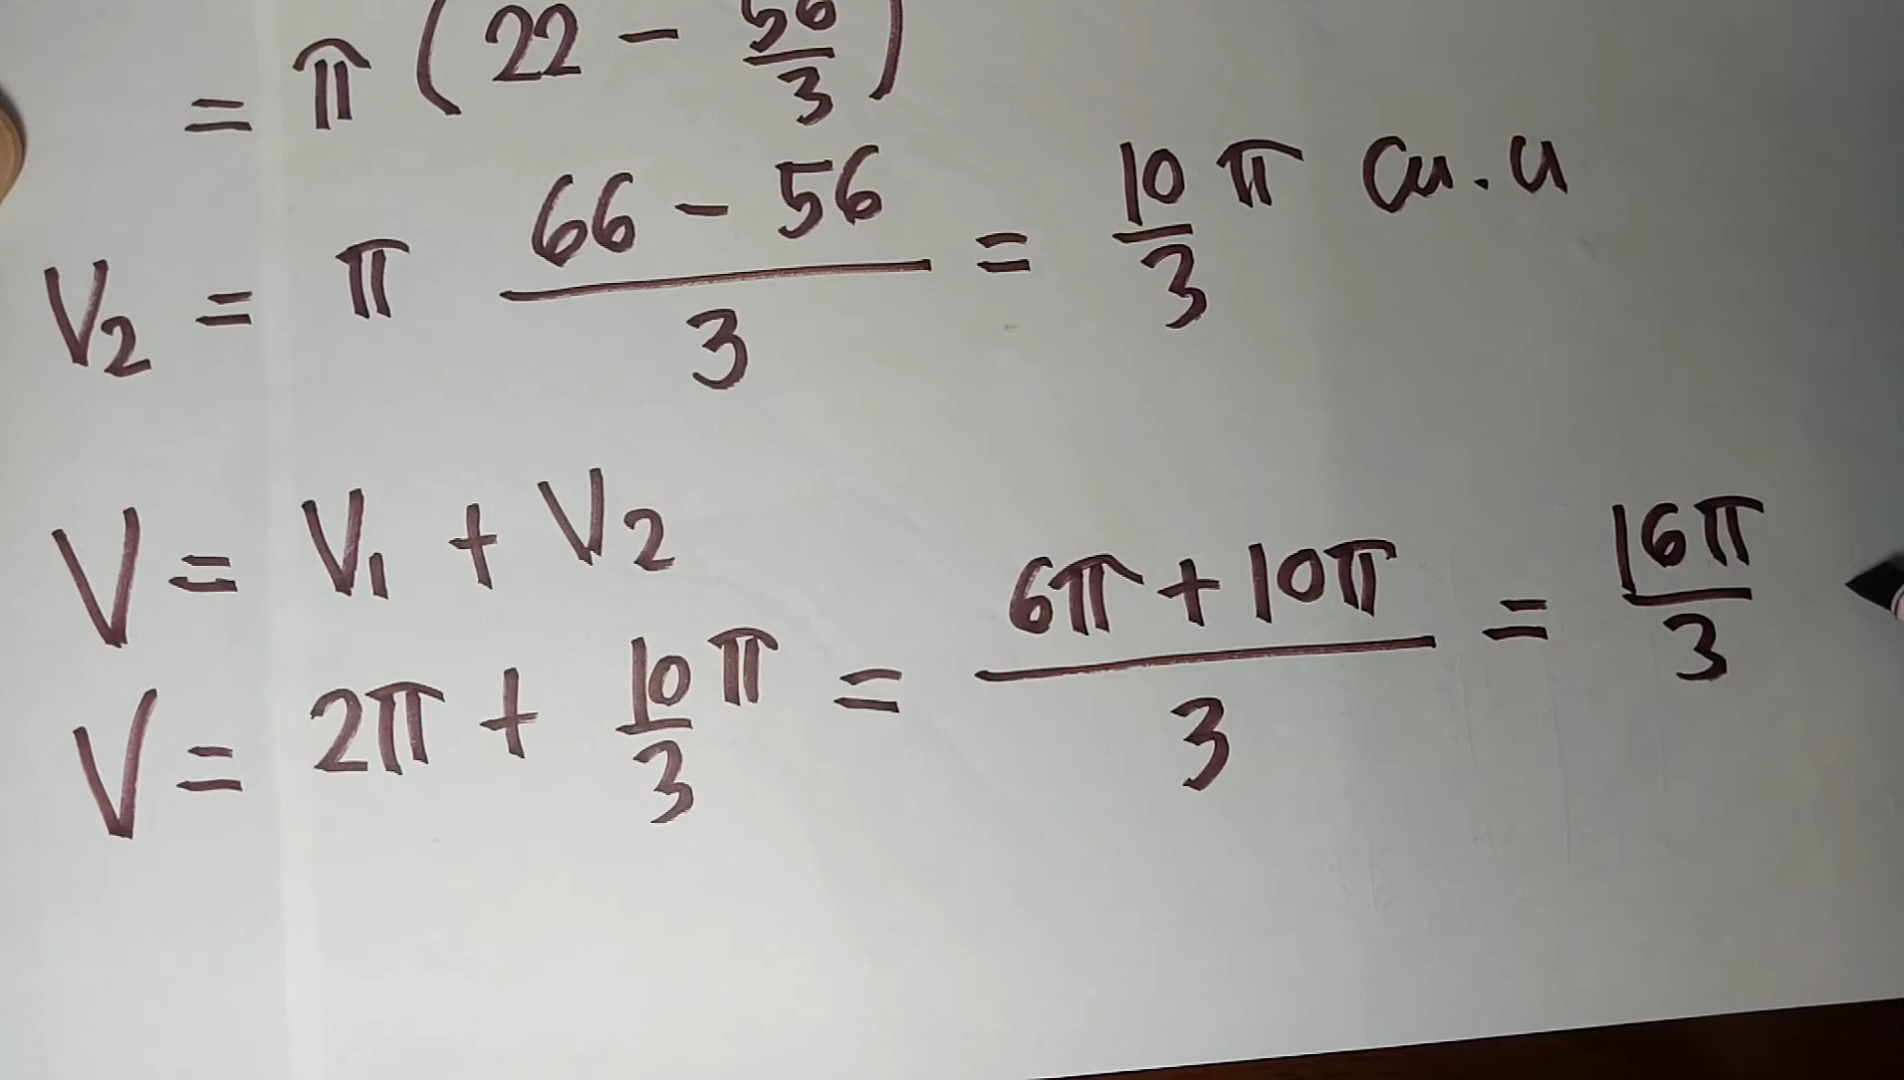 = π (22 - 56/3)
V₂ = π (66 - 56)/3 = 10/3 π cu.u
V = V₁ + V₂
V = 2π + 10/3 π = (6π + 10π)/3 = 16π/3